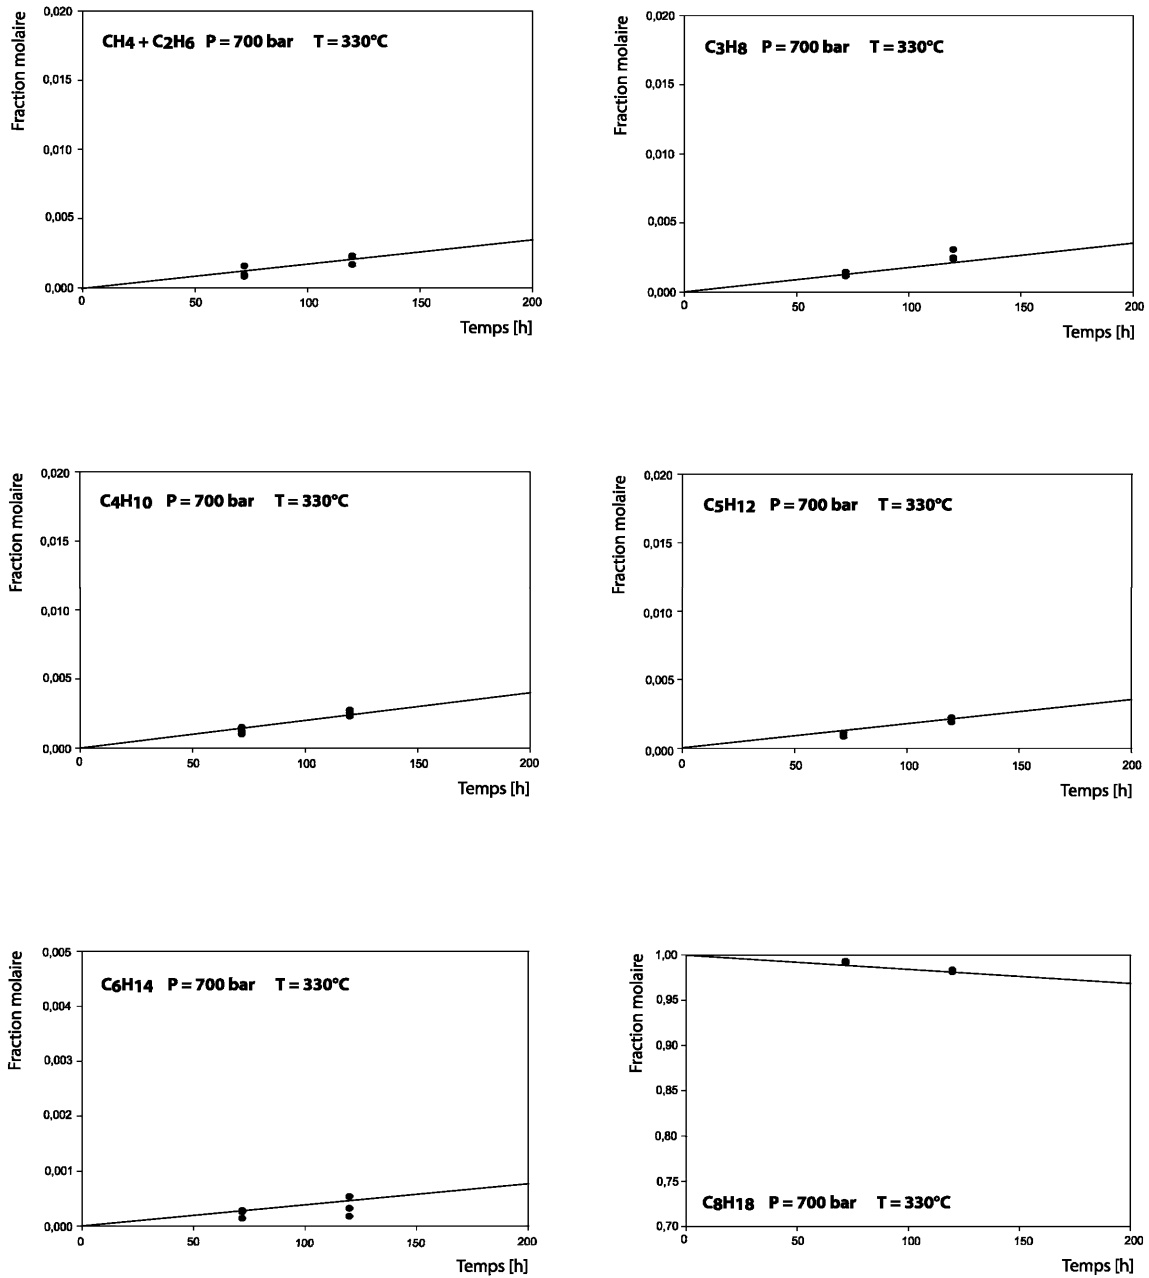 CH4 + C2H6 P = 700 bar T = 330°C
Fraction molaire
0,020
0,015
0,010
0,005
0,000
0 50 100 150 200
Temps [h]
C3H8 P = 700 bar T = 330°C
Fraction molaire
0,020
0,015
0,010
0,005
0,000
0 50 100 150 200
Temps [h]
C4H10 P = 700 bar T = 330°C
Fraction molaire
0,020
0,015
0,010
0,005
0,000
0 50 100 150 200
Temps [h]
C5H12 P = 700 bar T = 330°C
Fraction molaire
0,020
0,015
0,010
0,005
0,000
0 50 100 150 200
Temps [h]
C6H14 P = 700 bar T = 330°C
Fraction molaire
0,005
0,004
0,003
0,002
0,001
0,000
0 50 100 150 200
Temps [h]
Fraction molaire
1,00
0,95
0,90
0,85
0,80
0,75
0,70
C8H18 P = 700 bar T = 330°C
0 50 100 150 200
Temps [h]